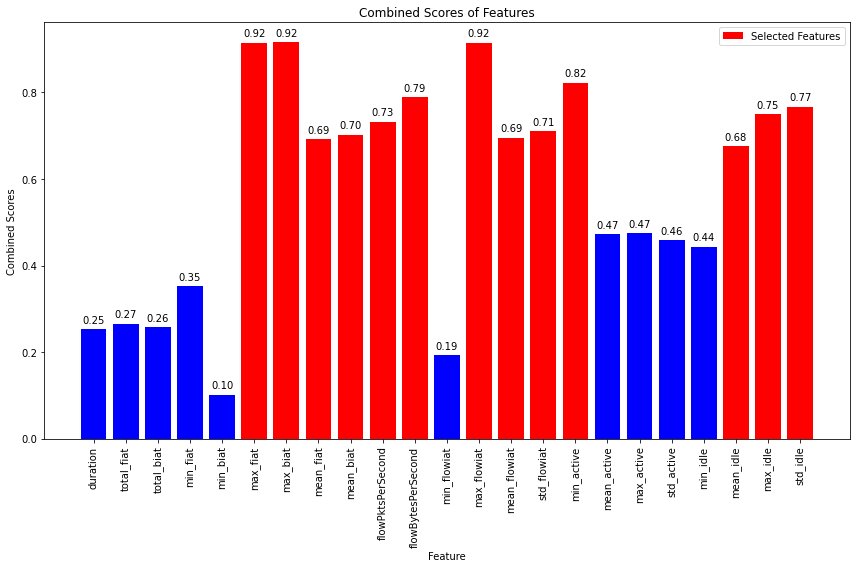 Combined Scores of Features
Selected Features
Combined Scores
0.8
0.6
0.4
0.2
0.0
0.25
0.27
0.26
0.35
0.10
0.92
0.92
0.69
0.70
0.73
0.79
0.19
0.92
0.69
0.71
0.82
0.47
0.47
0.46
0.44
0.68
0.75
0.77
duration
total_fiat
total_biat
min_fiat
min_biat
max_fiat
max_biat
mean_fiat
mean_biat
flowPktsPerSecond
flowBytesPerSecond
min_flowiat
max_flowiat
mean_flowiat
std_flowiat
min_active
mean_active
max_active
std_active
min_idle
mean_idle
max_idle
std_idle
Feature